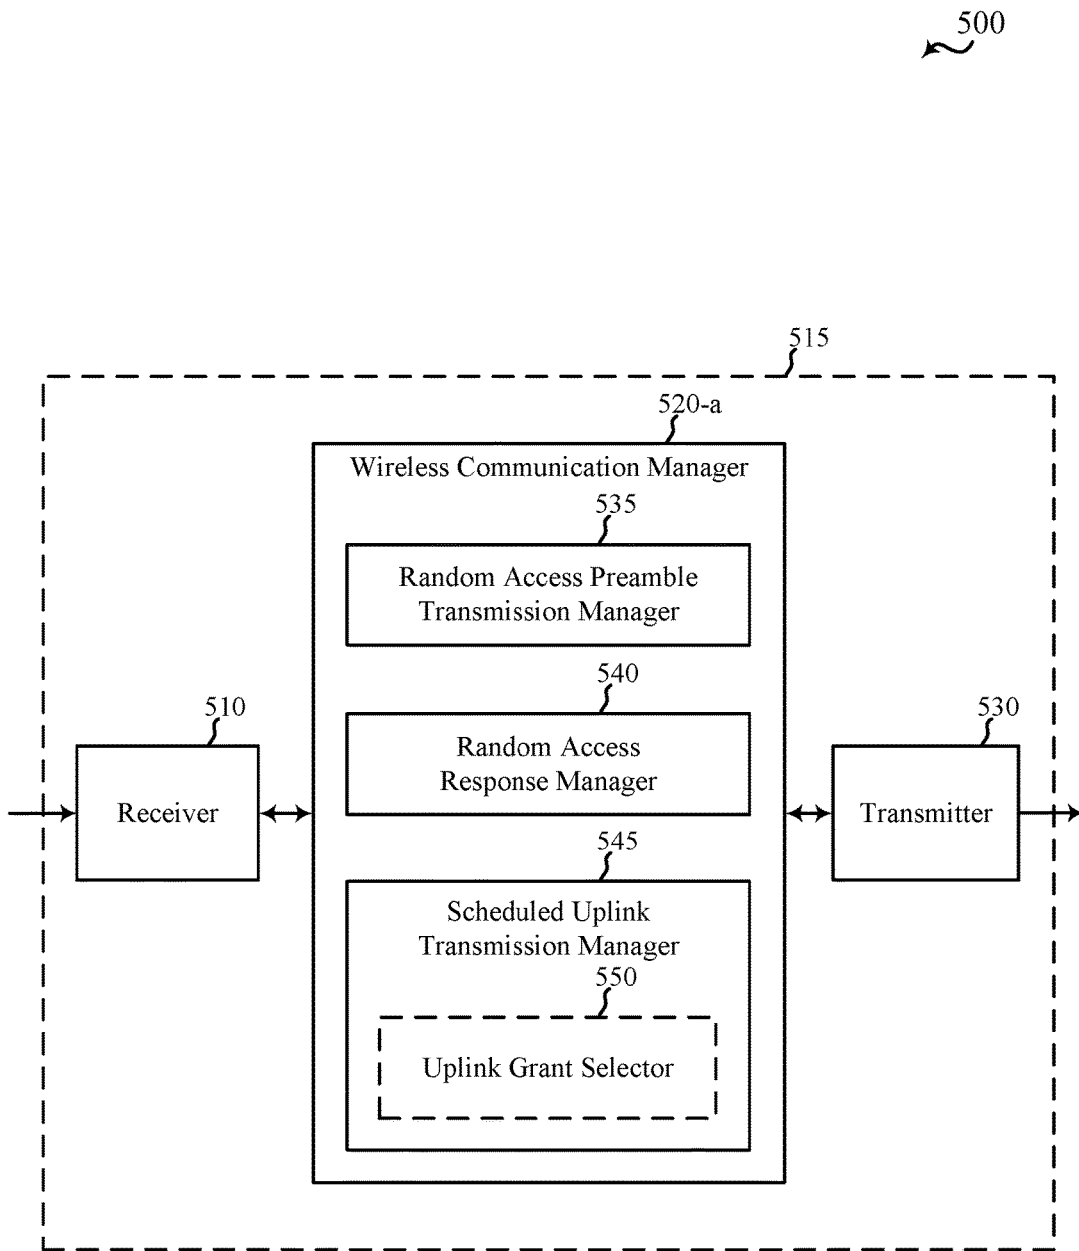 500
515
520-a
Wireless Communication Manager
535
Random Access Preamble
Transmission Manager
540
Random Access
Response Manager
510
Receiver
530
Transmitter
545
Scheduled Uplink
Transmission Manager
550
Uplink Grant Selector